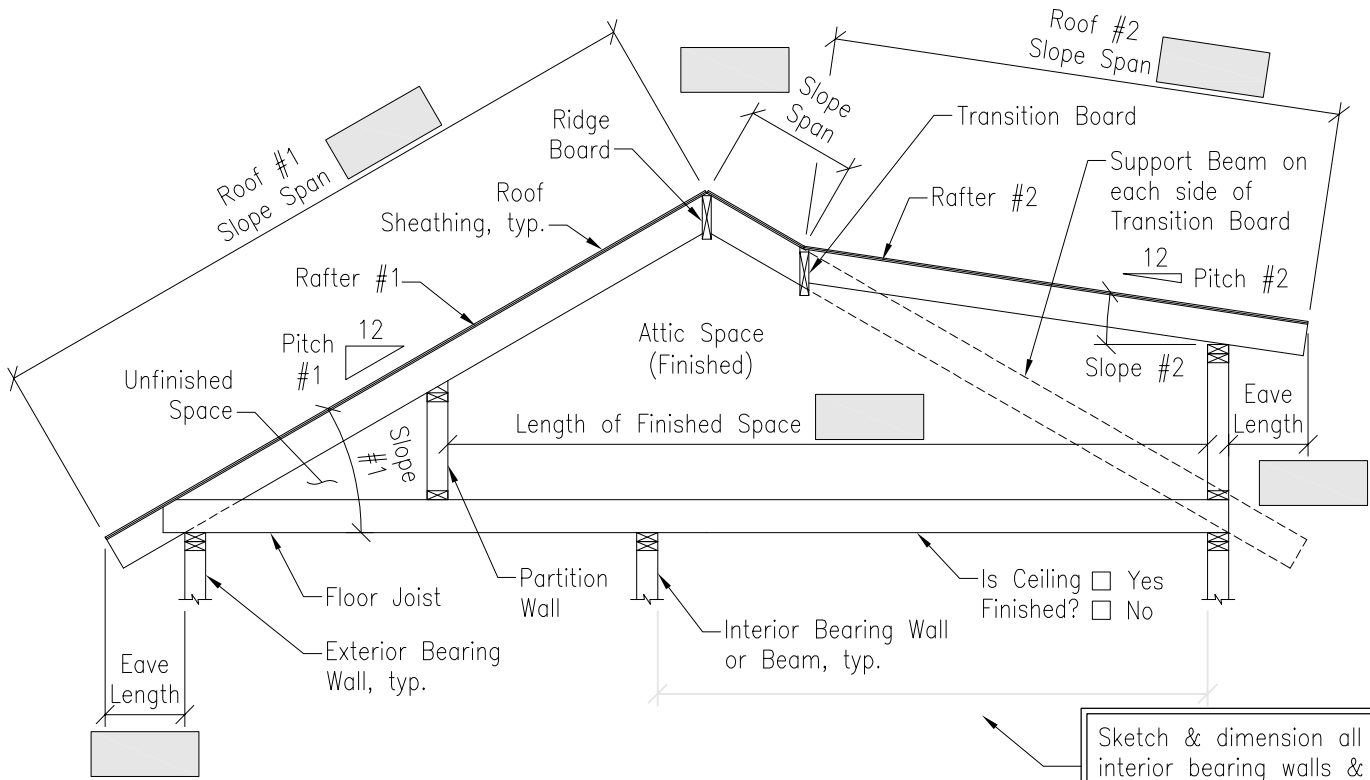 Roof #2
Slope Span
Slope
Span
Transition Board
Ridge
Board
Roof #1
Slope Span
Support Beam on
each side of
Transition Board
Roof
Sheathing, typ.
Rafter #2
12
Pitch #2
Rafter #1
12
Pitch
#1
Attic Space
(Finished)
Slope #2
Unfinished
Space
Eave
Length
Length of Finished Space
Slope
#1
Floor Joist
Partition
Wall
Is Ceiling □ Yes
Finished? □ No
Interior Bearing Wall
or Beam, typ.
Exterior Bearing
Wall, typ.
Eave
Length
Sketch & dimension all
interior bearing walls &